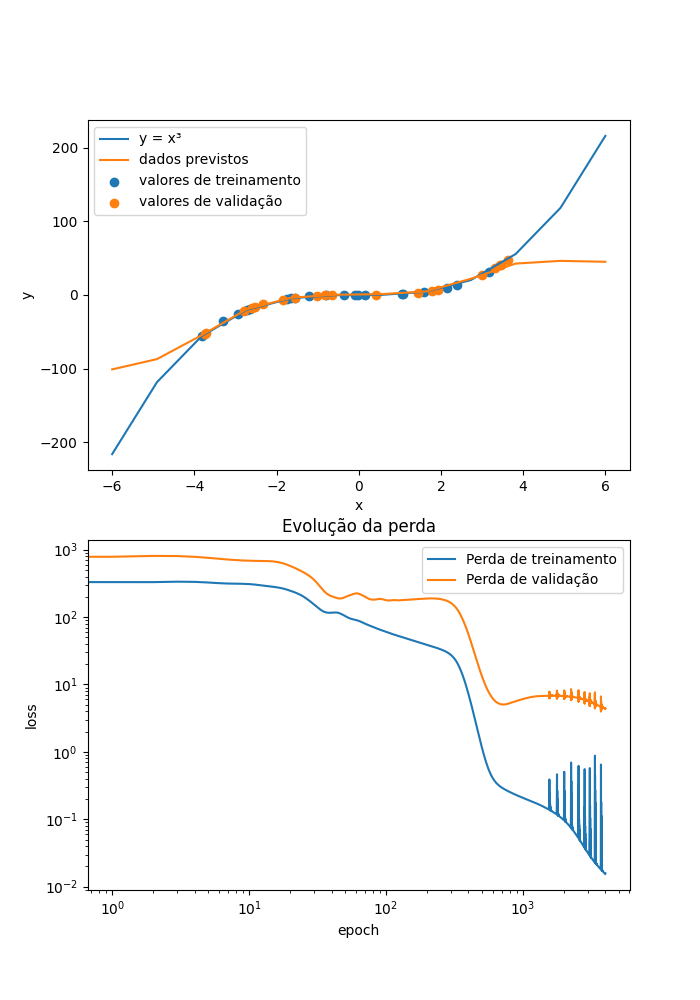 y = x³
dados previstos
valores de treinamento
valores de validação
200
100
0
−100
−200
y
−6
−4
−2
0
2
4
6
x
Evolução da perda
Perda de treinamento
Perda de validação
10³
10²
10¹
10⁰
10⁻¹
10⁻²
loss
10⁰
10¹
10²
10³
epoch